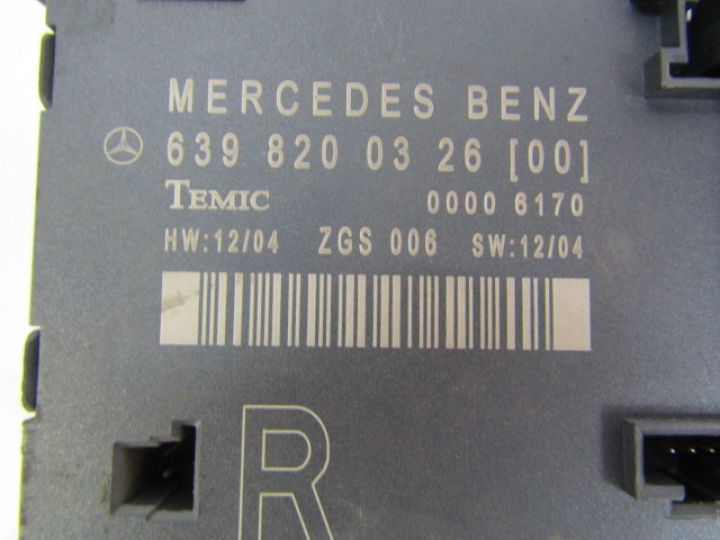 MERCEDES BENZ
639 820 03 26 [00]
TEMIC 0000 6170
HW:12/04 ZGS 006 SW:12/04
R